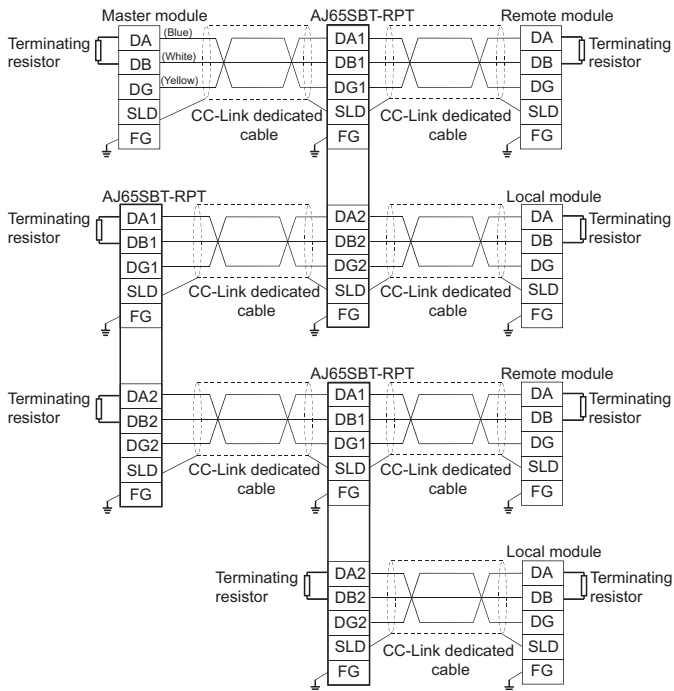 Master module
AJ65SBT-RPT
Remote module
Terminating
resistor
DA
DB
DG
SLD
FG
(Blue)
(White)
(Yellow)
CC-Link dedicated
cable
DA1
DB1
DG1
SLD
FG
CC-Link dedicated
cable
DA
DB
DG
SLD
FG
Terminating
resistor
AJ65SBT-RPT
Local module
Terminating
resistor
DA1
DB1
DG1
SLD
FG
CC-Link dedicated
cable
DA2
DB2
DG2
SLD
FG
CC-Link dedicated
cable
DA
DB
DG
SLD
FG
Terminating
resistor
AJ65SBT-RPT
Remote module
Terminating
resistor
DA2
DB2
DG2
SLD
FG
CC-Link dedicated
cable
DA1
DB1
DG1
SLD
FG
CC-Link dedicated
cable
DA
DB
DG
SLD
FG
Terminating
resistor
Local module
Terminating
resistor
DA2
DB2
DG2
SLD
FG
CC-Link dedicated
cable
DA
DB
DG
SLD
FG
Terminating
resistor